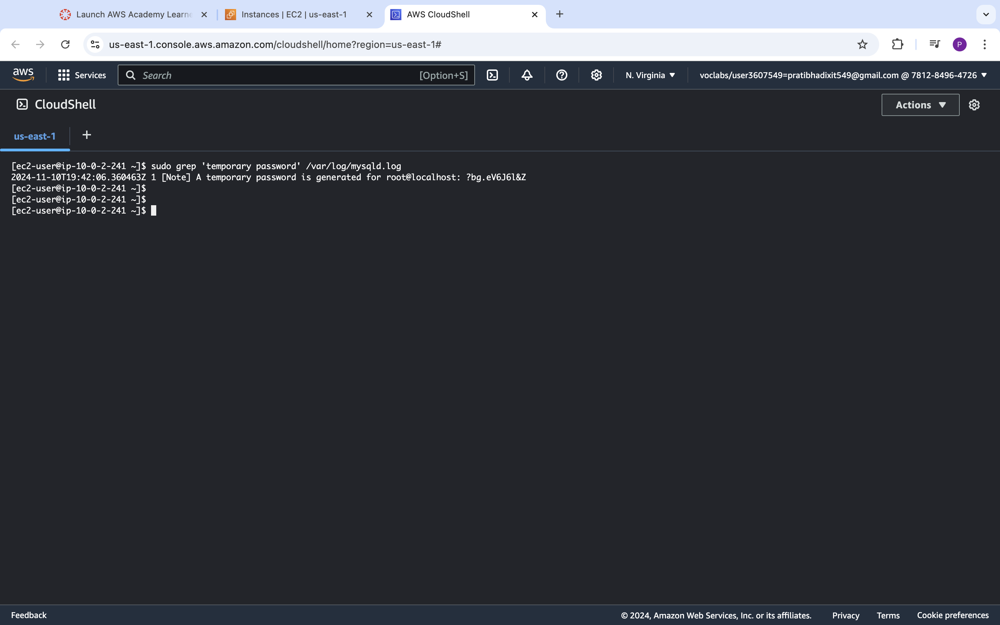 Launch AWS Academy Learne
Instances | EC2 | us-east-1
AWS CloudShell
us-east-1.console.aws.amazon.com/cloudshell/home?region=us-east-1#
P
aws
Services
Search
[Option+S]
N. Virginia
voclabs/user3607549=pratibhadixit549@gmail.com @ 7812-8496-4726
CloudShell
Actions
us-east-1
[ec2-user@ip-10-0-2-241 ~]$ sudo grep 'temporary password' /var/log/mysqld.log
2024-11-10T19:42:06.360463Z 1 [Note] A temporary password is generated for root@localhost: ?bg.eV6J6l&Z
[ec2-user@ip-10-0-2-241 ~]$
[ec2-user@ip-10-0-2-241 ~]$
[ec2-user@ip-10-0-2-241 ~]$
Feedback
© 2024, Amazon Web Services, Inc. or its affiliates.
Privacy
Terms
Cookie preferences